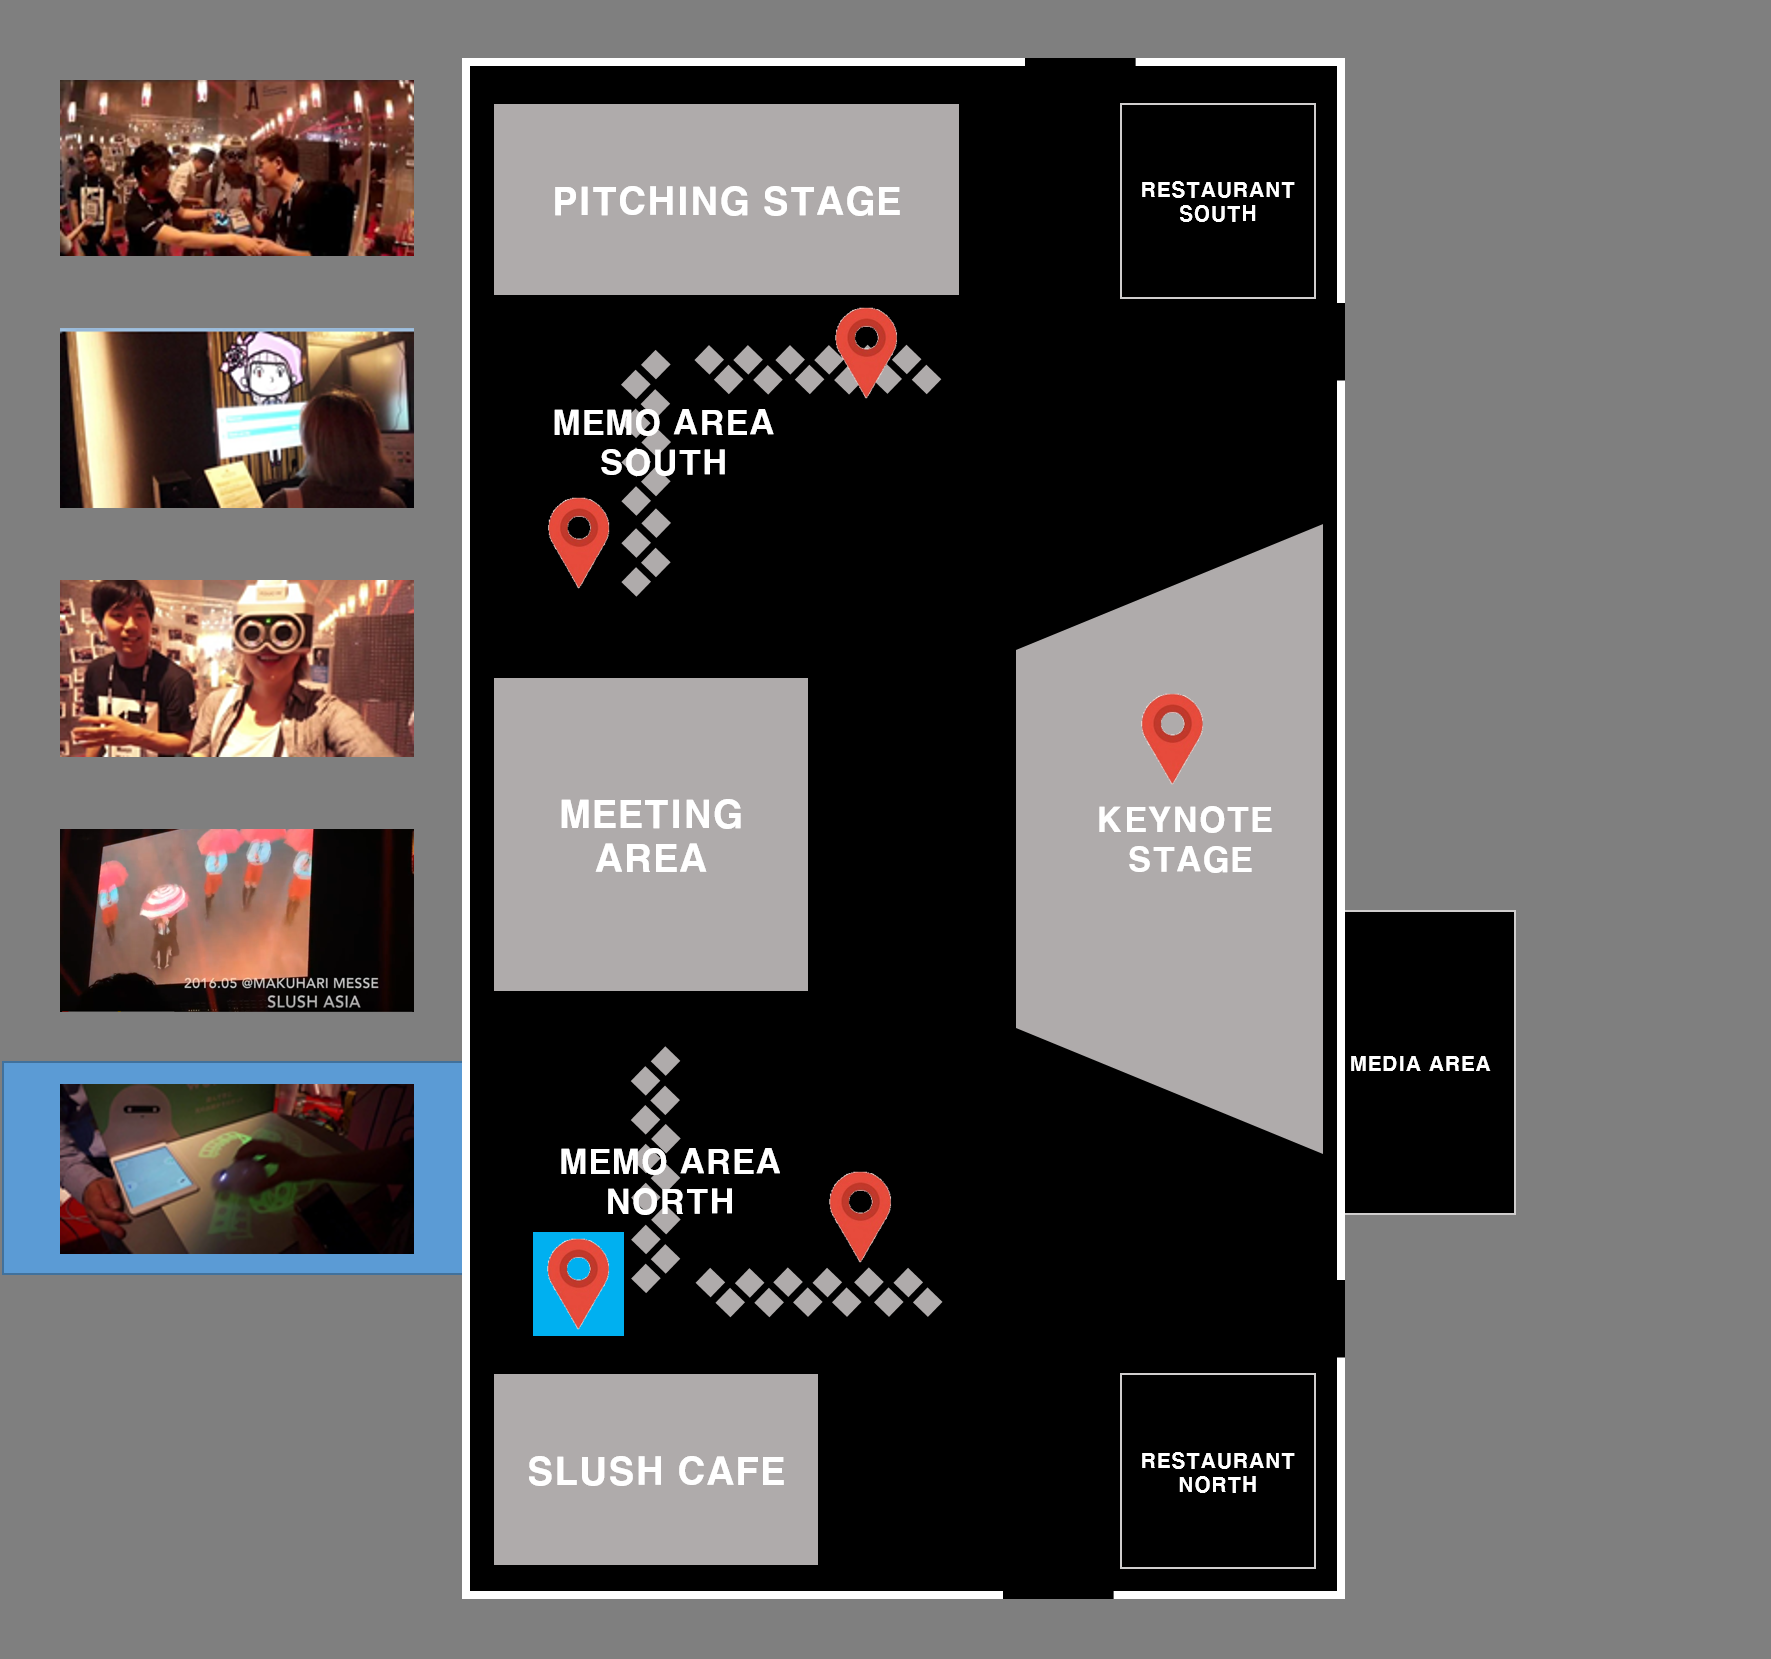 PITCHING STAGE
RESTAURANT
SOUTH
MEMO AREA
SOUTH
MEETING
AREA
KEYNOTE
STAGE
2016.05 @MAKUHARI MESSE
SLUSH ASIA
MEDIA AREA
MEMO AREA
NORTH
SLUSH CAFE
RESTAURANT
NORTH